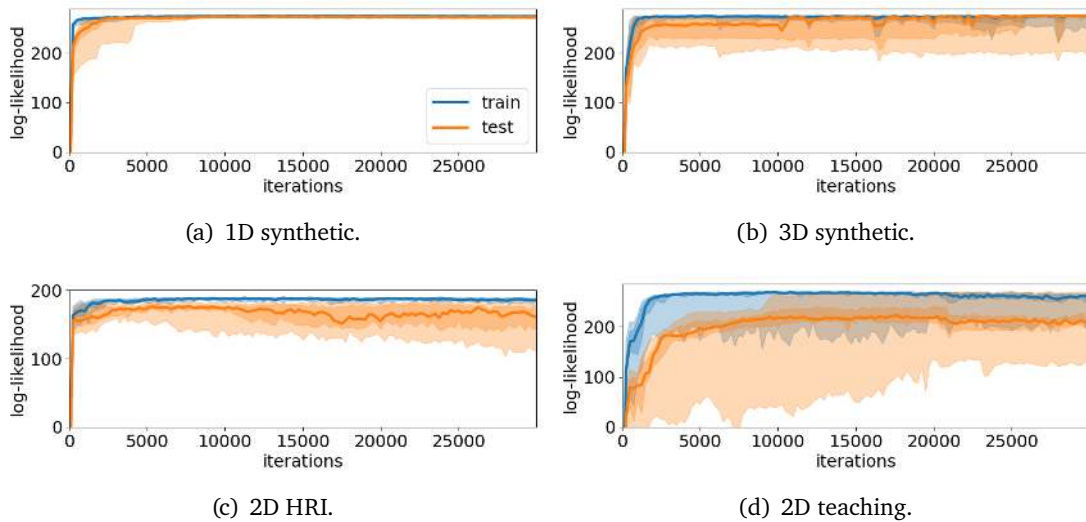 log-likelihood
200
100
0
train
test
0 5000 10000 15000 20000 25000
iterations
(a) 1D synthetic.
log-likelihood
200
100
0
0 5000 10000 15000 20000 25000
iterations
(b) 3D synthetic.
log-likelihood
200
100
0
0 5000 10000 15000 20000 25000
iterations
(c) 2D HRI.
log-likelihood
200
100
0
0 5000 10000 15000 20000 25000
iterations
(d) 2D teaching.